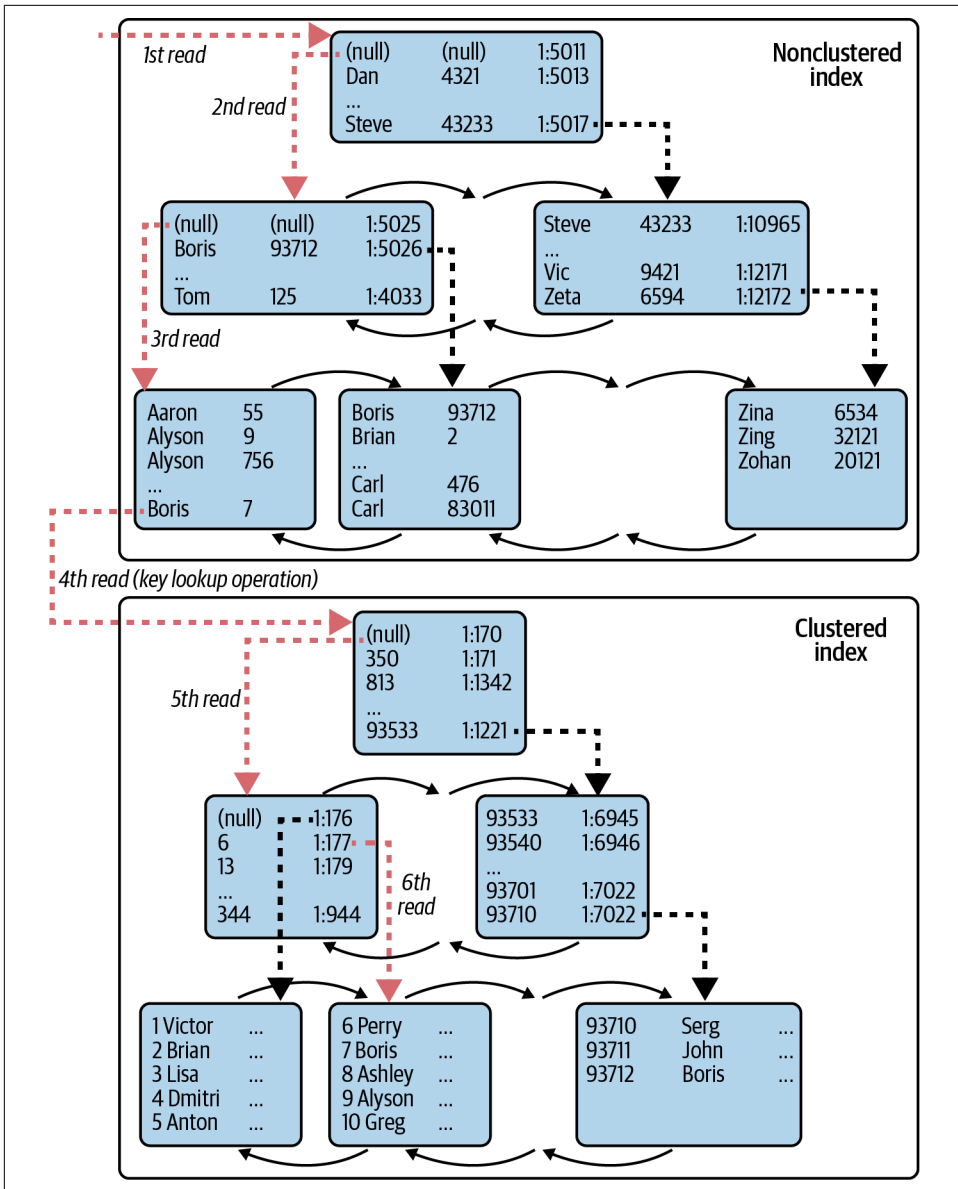 1st read
(null) (null) 1:5011
Dan 4321 1:5013
...
Steve 43233 1:5017
Nonclustered
index
2nd read
(null) (null) 1:5025
Boris 93712 1:5026
...
Tom 125 1:4033
Steve 43233 1:10965
...
Vic 9421 1:12171
Zeta 6594 1:12172
3rd read
Aaron 55
Alyson 9
Alyson 756
...
Boris 7
Boris 93712
Brian 2
...
Carl 476
Carl 83011
Zina 6534
Zing 32121
Zohan 20121
4th read (key lookup operation)
(null) 1:170
350 1:171
813 1:1342
...
93533 1:1221
Clustered
index
5th read
(null) 1:176
6 1:177
13 1:179
...
344 1:944
6th
read
93533 1:6945
93540 1:6946
...
93701 1:7022
93710 1:7022
1 Victor ...
2 Brian ...
3 Lisa ...
4 Dmitri ...
5 Anton ...
6 Perry ...
7 Boris ...
8 Ashley ...
9 Alyson ...
10 Greg ...
93710 Serg ...
93711 John ...
93712 Boris ...